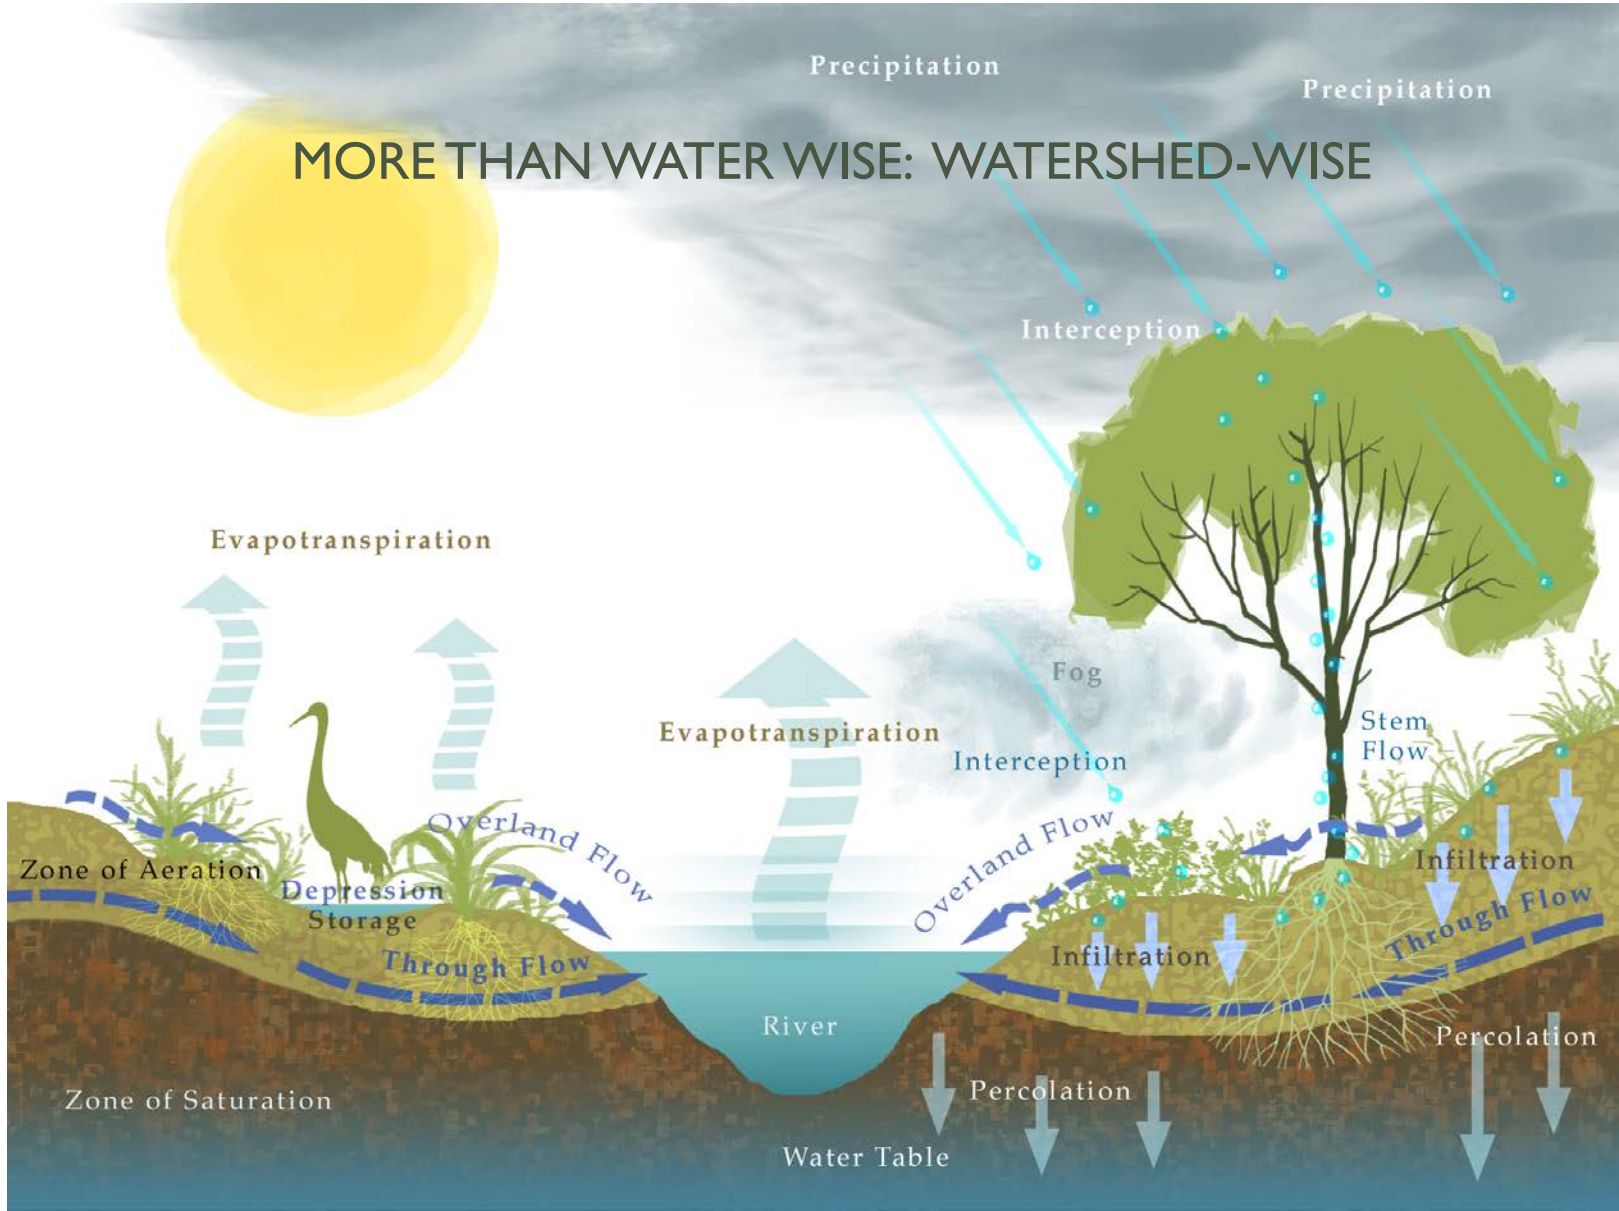 Precipitation
Precipitation
MORE THAN WATER WISE:  WATERSHED-WISE
Interception
Evapotranspiration
Fog
Evapotranspiration
Interception
Stem
Flow
Overland Flow
Overland Flow
Zone of Aeration
Infiltration
Depression
Storage
Through Flow
Through Flow
Infiltration
River
Percolation
Zone of Saturation
Percolation
Water Table